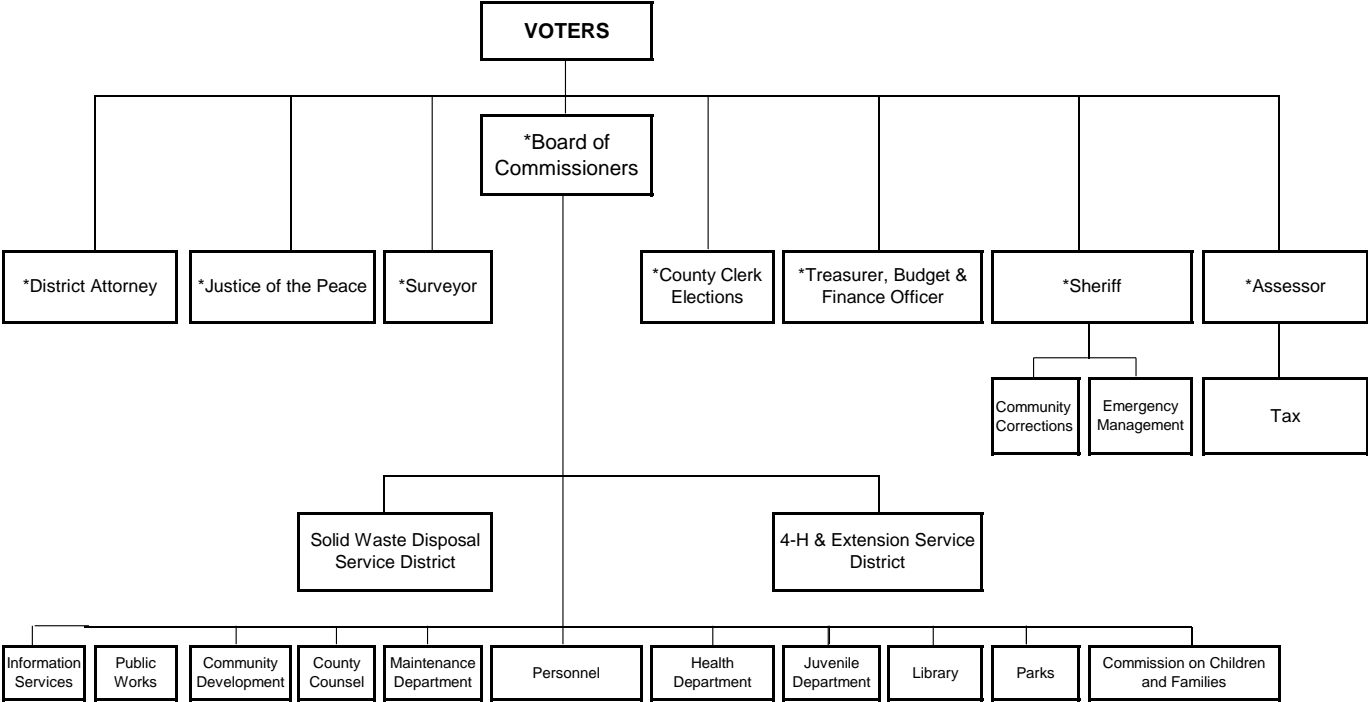 VOTERS
*Board of
Commissioners
*District Attorney
*Justice of the Peace
*Surveyor
*County Clerk
Elections
*Treasurer, Budget &
Finance Officer
*Sheriff
*Assessor
Community
Corrections
Emergency
Management
Tax
Solid Waste Disposal
Service District
4-H & Extension Service
District
Information
Services
Public
Works
Community
Development
County
Counsel
Maintenance
Department
Personnel
Health
Department
Juvenile
Department
Library
Parks
Commission on Children
and Families